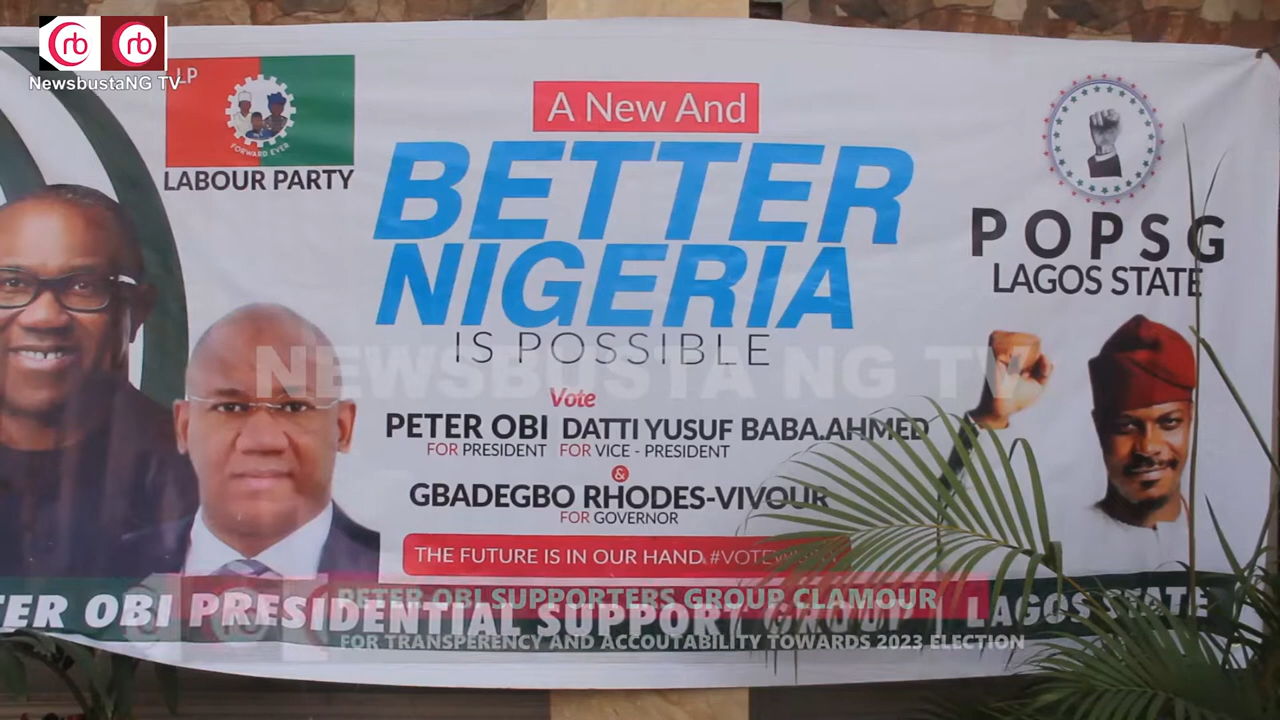 NewsbustaNG TV
LP
FORWARD EVER
LABOUR PARTY
A New And
BETTER
NIGERIA
IS POSSIBLE
Vote
PETER OBI DATTI YUSUF BABA.AHMED
FOR PRESIDENT FOR VICE - PRESIDENT
&
GBADEGBO RHODES-VIVOUR
FOR GOVERNOR
THE FUTURE IS IN OUR HAND.
POPSG
LAGOS STATE
NEWSBUSTA NG TV
OBI PRESIDENTIAL SUPPORT GROUP | LAGOS STATE
PETER OBI SUPPORTERS GROUP CLAMOUR
FOR TRANSPERENCY AND ACCOUTABILITY TOWARDS 2023 ELECTION